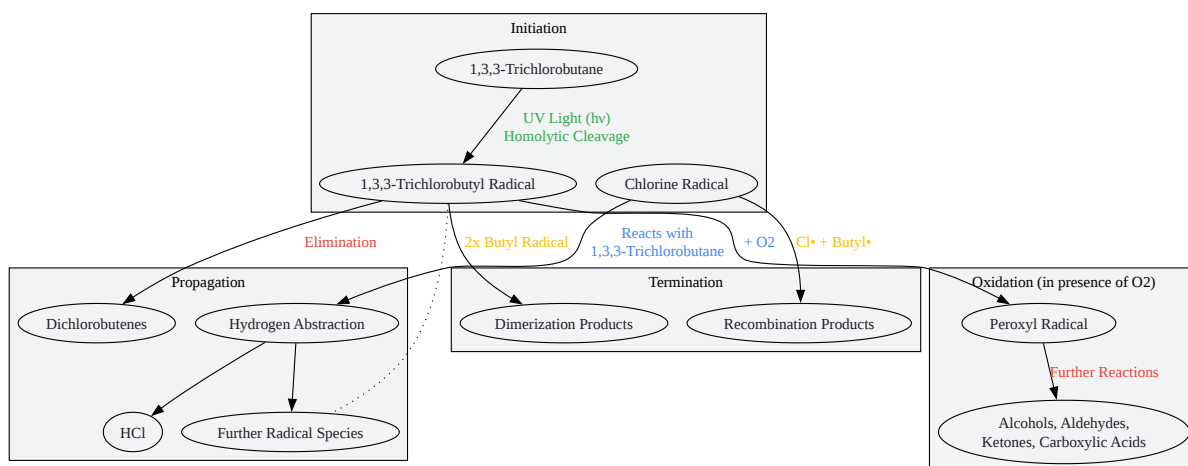 Initiation
1,3,3-Trichlorobutane
UV Light (hν)
Homolytic Cleavage
1,3,3-Trichlorobutyl Radical
Chlorine Radical
Elimination
2x Butyl Radical
Reacts with
1,3,3-Trichlorobutane
+ O2
Cl• + Butyl•
Propagation
Termination
Oxidation (in presence of O2)
Dichlorobutenes
Hydrogen Abstraction
Dimerization Products
Recombination Products
Peroxyl Radical
Further Reactions
HCl
Further Radical Species
Alcohols, Aldehydes,
Ketones, Carboxylic Acids